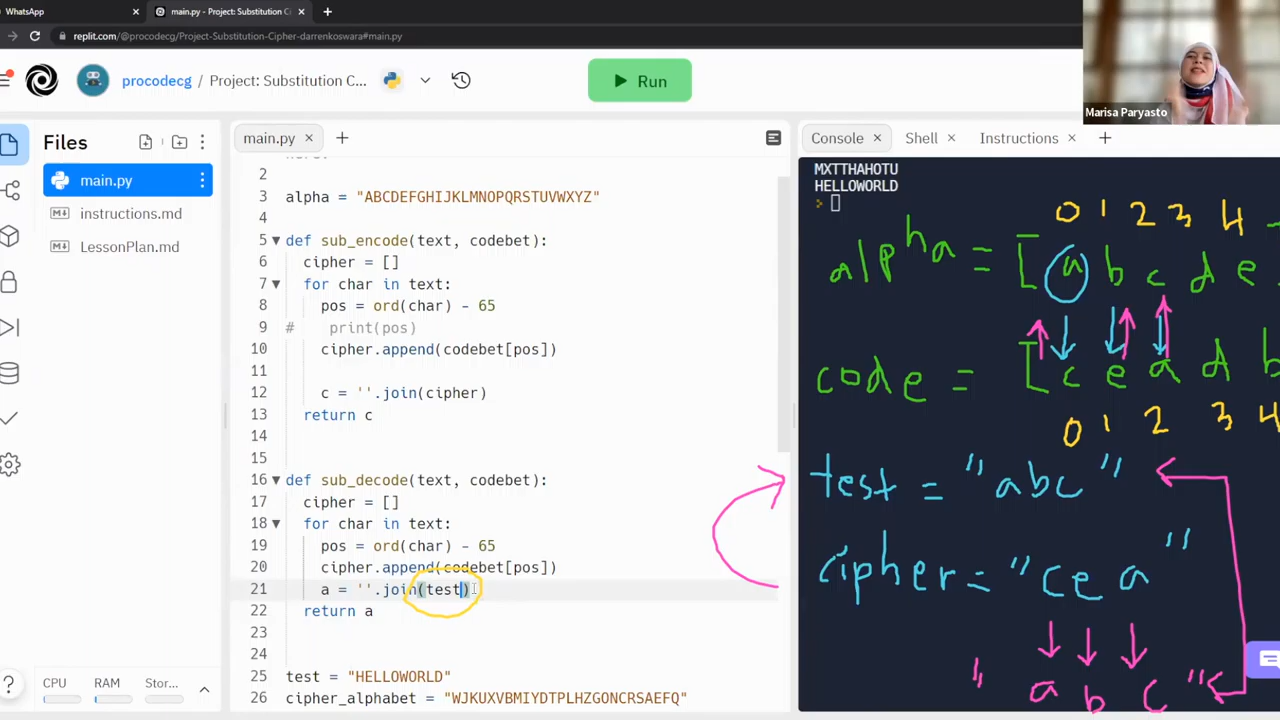 WhatsApp
main.py - Project: Substitution Ci
replit.com/@procodecg/Project-Substitution-Cipher-darrenkoswara#main.py
procodecg / Project: Substitution C...
Run
Marisa Paryasto
Files
main.py
instructions.md
LessonPlan.md
CPU RAM Stor...
main.py
2
3 alpha = "ABCDEFGHIJKLMNOPQRSTUVWXYZ"
4
5 def sub_encode(text, codebet):
6 cipher = []
7 for char in text:
8 pos = ord(char) - 65
9 # print(pos)
10 cipher.append(codebet[pos])
11
12 c = ''.join(cipher)
13 return c
14
15
16 def sub_decode(text, codebet):
17 cipher = []
18 for char in text:
19 pos = ord(char) - 65
20 cipher.append(codebet[pos])
21 a = ''.join(test)
22 return a
23
24
25 test = "HELLOWORLD"
26 cipher_alphabet = "WJKUXVBMIYDTPLHZGONCRSAEFQ"
Console Shell Instructions
MXTTHAHOTU
HELLOWORLD
0 1 2 3 4
alpha = [a b c d e
code = [c e a d b
0 1 2 3 4
test = "abc"
cipher = "cea"
"abc"